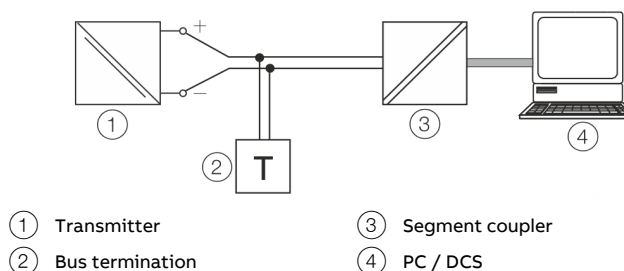 +
−
1
2
T
3
4
1 Transmitter
3 Segment coupler
2 Bus termination
4 PC / DCS